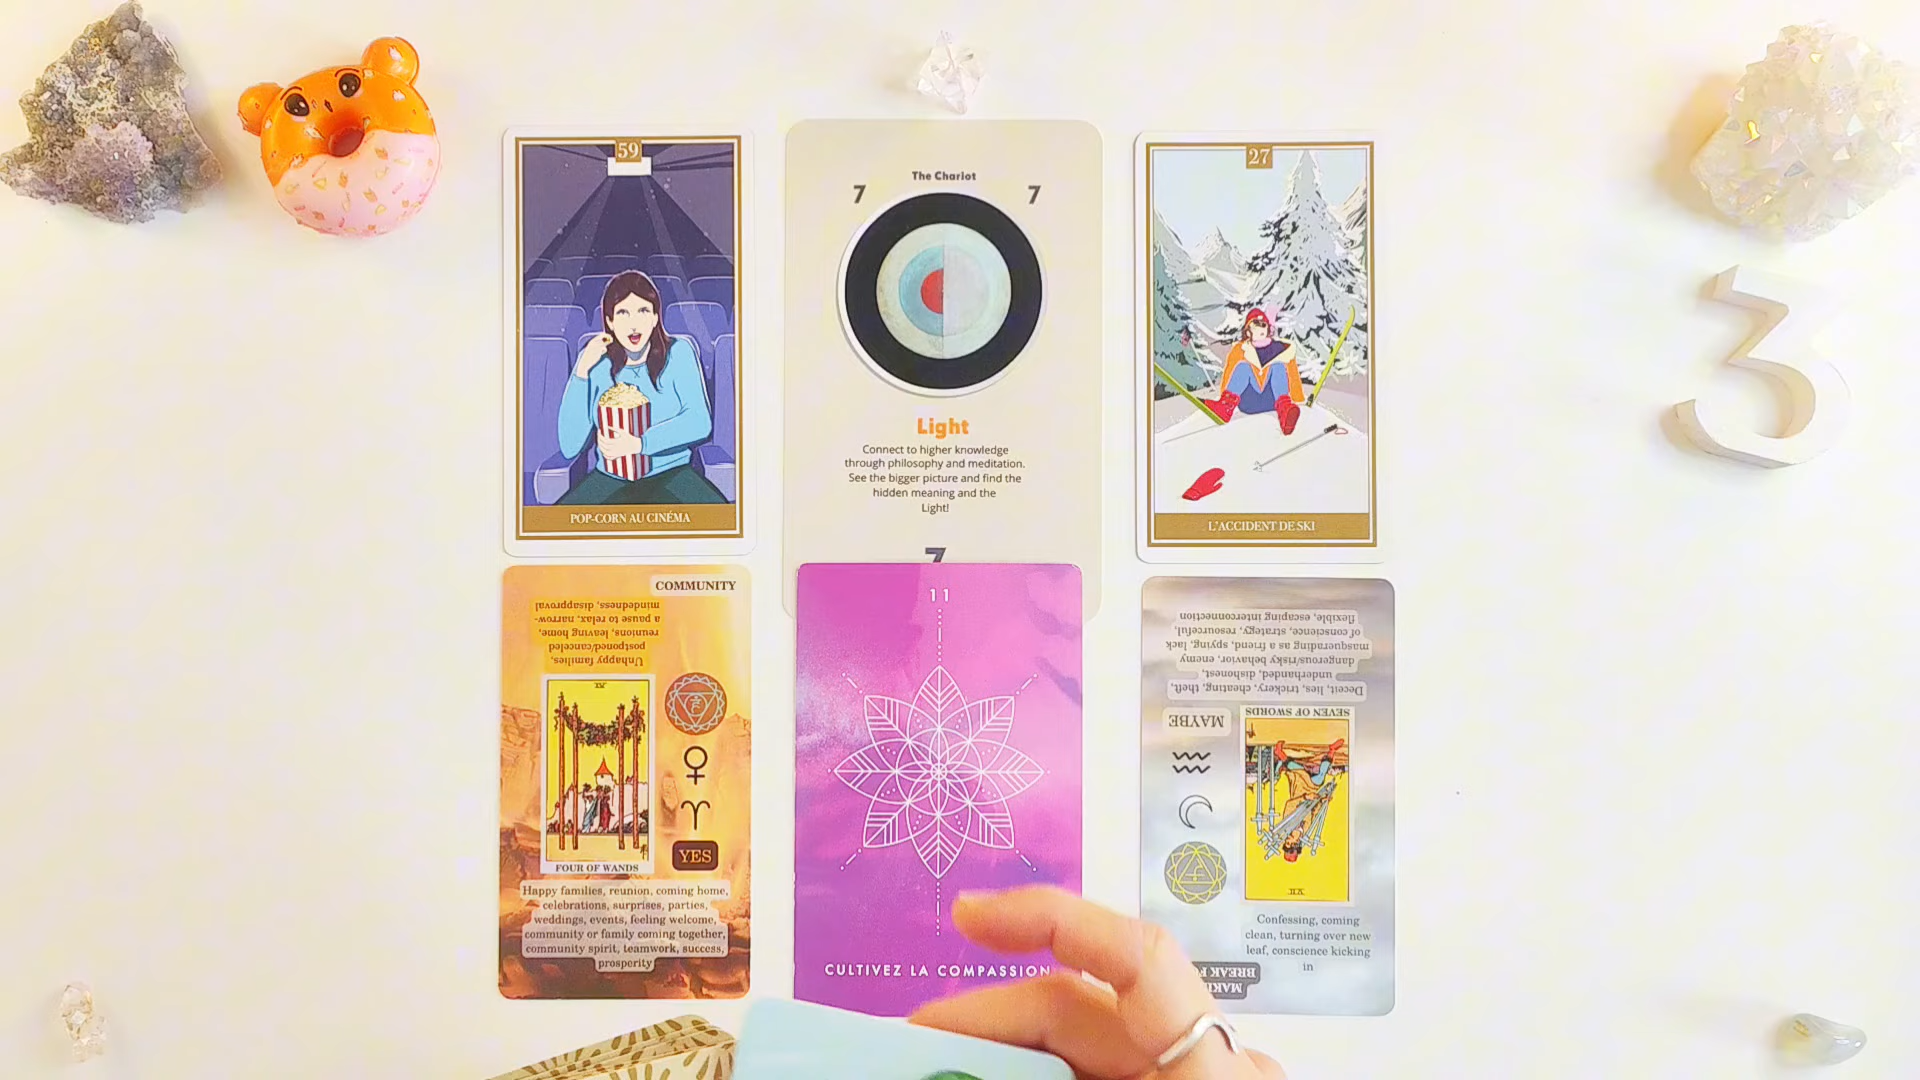 59
POP-CORN AU CINÉMA
The Chariot
7 7
Light
Connect to higher knowledge
through philosophy and meditation.
See the bigger picture and find the
hidden meaning and the
Light!
7
27
L'ACCIDENT DE SKI
3
COMMUNITY
Unhappy families,
postponed/canceled
reunions, leaving home,
a pause to relax, narrow-
mindedness, disapproval
IV
YES
FOUR OF WANDS
Happy families, reunion, coming home,
celebrations, surprises, parties,
weddings, events, feeling welcome,
community or family coming together,
community spirit, teamwork, success,
prosperity
11
CULTIVEZ LA COMPASSION
Deceit, lies, trickery, cheating, theft,
underhanded, dishonest,
dangerous/risky behavior, enemy
masquerading as a friend, spying, lack
of conscience, strategy, resourceful,
flexible, escaping interconnection
MAYBE
SEVEN OF SWORDS
VII
Confessing, coming
clean, turning over new
leaf, conscience kicking
in
BREAK